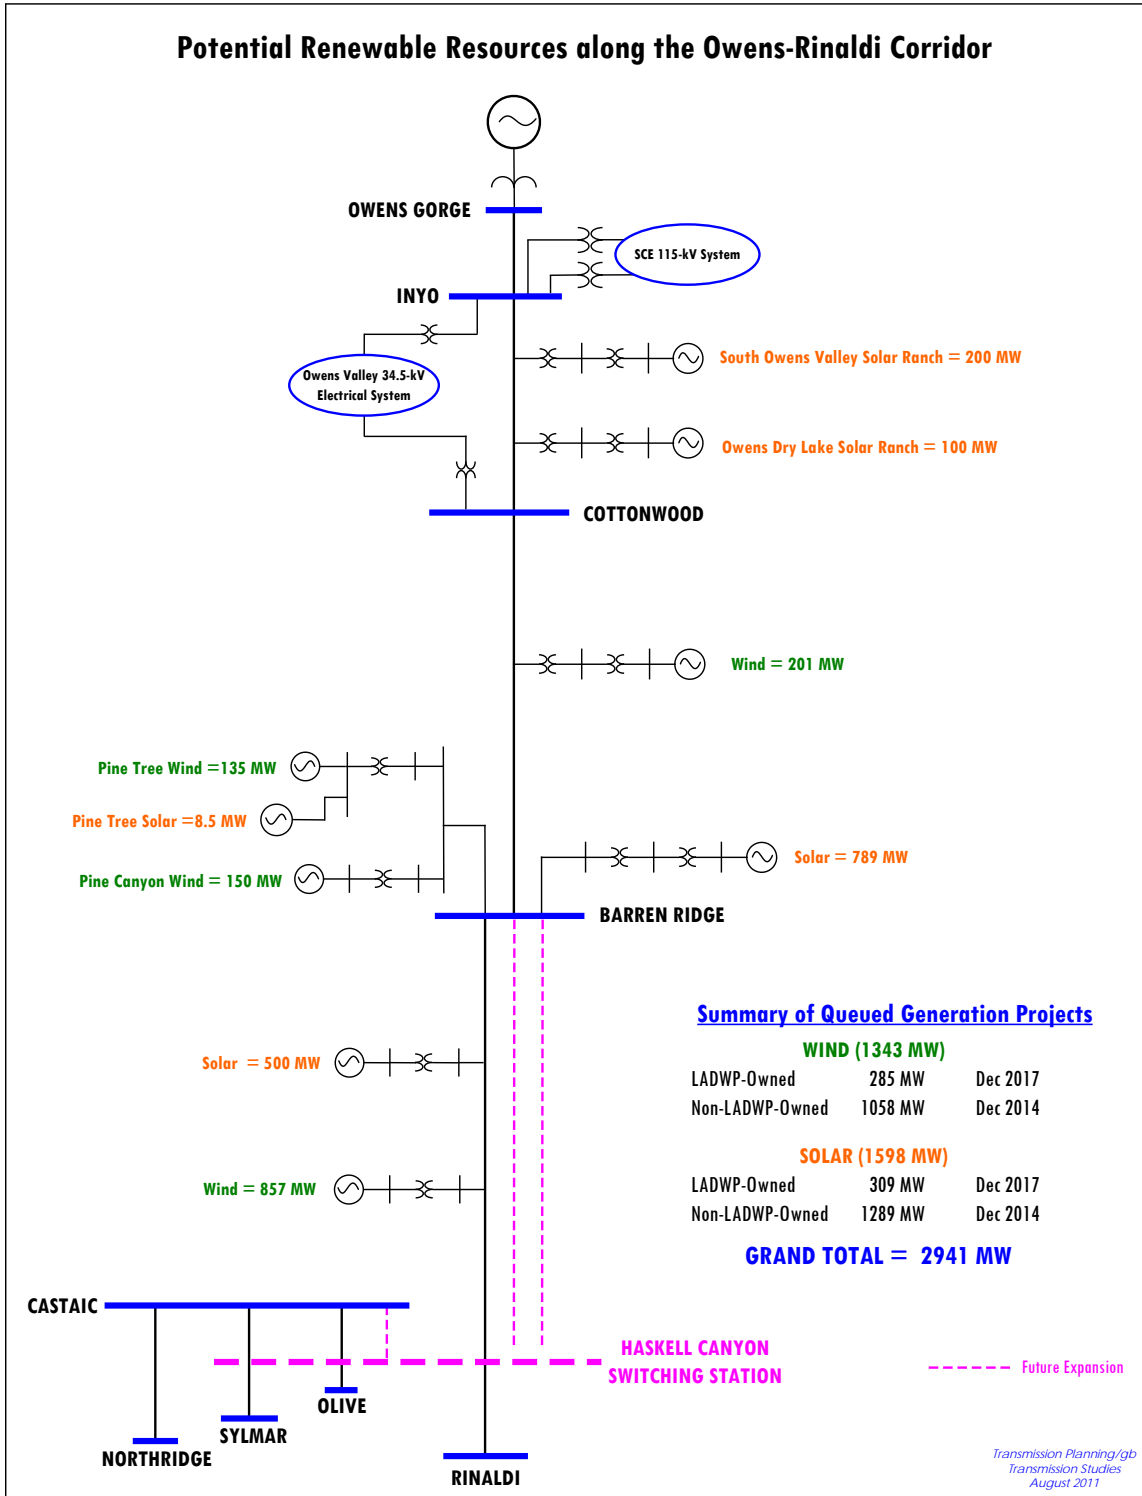 Potential Renewable Resources along the Owens-Rinaldi Corridor
OWENS GORGE
SCE 115-kV System
INYO
South Owens Valley Solar Ranch = 200 MW
Owens Valley 34.5-kV
Electrical System
Owens Dry Lake Solar Ranch = 100 MW
COTTONWOOD
Wind = 201 MW
Pine Tree Wind =135 MW
Pine Tree Solar =8.5 MW
Solar = 789 MW
Pine Canyon Wind = 150 MW
BARREN RIDGE
Summary of Queued Generation Projects
WIND (1343 MW)
LADWP-Owned 285 MW Dec 2017
Non-LADWP-Owned 1058 MW Dec 2014
SOLAR (1598 MW)
LADWP-Owned 309 MW Dec 2017
Non-LADWP-Owned 1289 MW Dec 2014
GRAND TOTAL = 2941 MW
Solar = 500 MW
Wind = 857 MW
CASTAIC
HASKELL CANYON
SWITCHING STATION
Future Expansion
OLIVE
SYLMAR
NORTHRIDGE
RINALDI
Transmission Planning/gb
Transmission Studies
August 2011